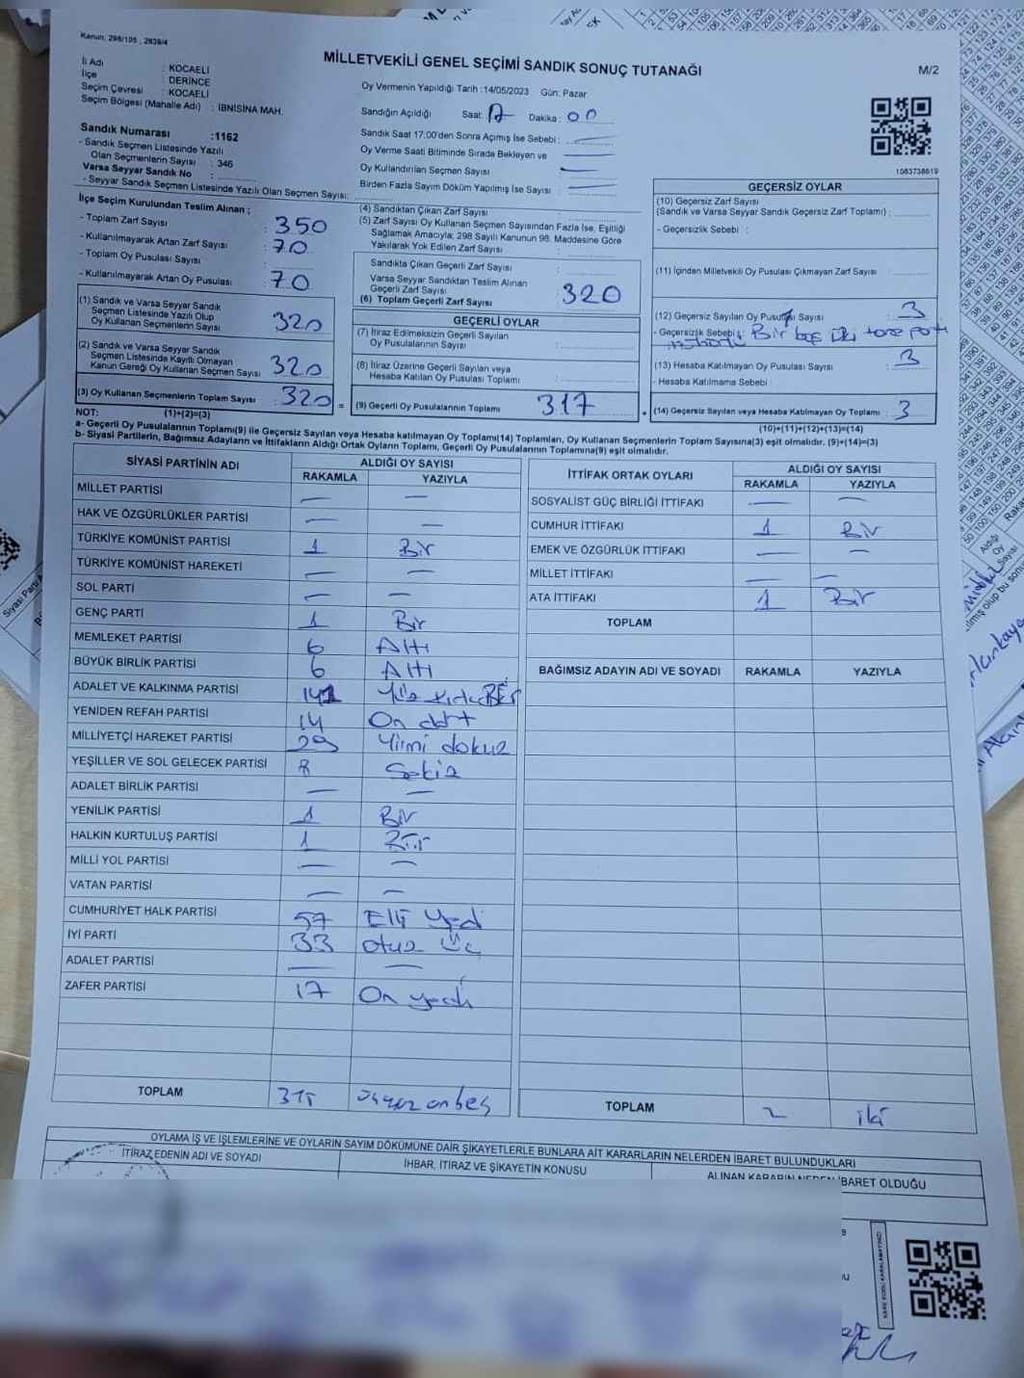 Kanun, 298/105, 2839/4
MİLLETVEKİLİ GENEL SEÇİMİ SANDIK SONUÇ TUTANAĞI
M/2
İl Adı : KOCAELİ
İlçe : DERİNCE
Seçim Çevresi : KOCAELİ
Seçim Bölgesi (Mahalle Adı) : İBNİSİNA MAH.
Oy Vermenin Yapıldığı Tarih :14/05/2023 Gün: Pazar
Sandığın Açıldığı Saat: 17 Dakika: 00
Sandık Saat 17:00'den Sonra Açımış İse Sebebi :
Oy Verme Saati Bitiminde Sırada Bekleyen ve
Oy Kullandırılan Seçmen Sayısı
Birden Fazla Sayım Döküm Yapılmış İse Sayısı
Sandık Numarası :1162
- Sandık Seçmen Listesinde Yazılı
Olan Seçmenlerin Sayısı : 346
Varsa Seyyar Sandık No :
- Seyyar Sandık Seçmen Listesinde Yazılı Olan Seçmen Sayısı:
1083738619
İlçe Seçim Kurulundan Teslim Alınan ;
- Toplam Zarf Sayısı : 350
- Kullanılmayarak Artan Zarf Sayısı : 70
- Toplam Oy Pusulası Sayısı :
- Kullanılmayarak Artan Oy Pusulası : 70
(1) Sandık ve Varsa Seyyar Sandık
Seçmen Listesinde Yazılı Olup
Oy Kullanan Seçmenlerin Sayısı : 320
(2) Sandık ve Varsa Seyyar Sandık
Seçmen Listesinde Kayıtlı Olmayan
Kanun Gereği Oy Kullanan Seçmen Sayısı : 320
(3) Oy Kullanan Seçmenlerin Toplam Sayısı : 320 =
(4) Sandıktan Çıkan Zarf Sayısı
(5) Zarf Sayısı Oy Kullanan Seçmen Sayısından Fazla İse, Eşitliği
Sağlamak Amacıyla; 298 Sayılı Kanunun 98. Maddesine Göre
Yakılarak Yok Edilen Zarf Sayısı :
Sandıkta Çıkan Geçerli Zarf Sayısı :
Varsa Seyyar Sandıktan Teslim Alınan
Geçerli Zarf Sayısı
(6) Toplam Geçerli Zarf Sayısı : 320
GEÇERLİ OYLAR
(7) İtiraz Edilmeksizin Geçerli Sayılan
Oy Pusulalarının Sayısı :
(8) İtiraz Üzerine Geçerli Sayılan veya
Hesaba Katılan Oy Pusulası Toplamı :
(9) Geçerli Oy Pusulalarının Toplamı : 317
GEÇERSİZ OYLAR
(10) Geçersiz Zarf Sayısı
(Sandık ve Varsa Seyyar Sandık Geçersiz Zarf Toplamı) :
- Geçersizlik Sebebi :
(11) İçinden Milletvekili Oy Pusulası Çıkmayan Zarf Sayısı
(12) Geçersiz Sayılan Oy Pusulası Sayısı : 3
- Geçersizlik Sebebi : Bir boş iki tane
(13) Hesaba Katılmayan Oy Pusulası Sayısı : 3
- Hesaba Katılmama Sebebi :
(14) Geçersiz Sayılan veya Hesaba Katılmayan Oy Toplamı : 3
NOT: (1)+(2)=(3)
(10)+(11)+(12)+(13)=(14)
a- Geçerli Oy Pusulalarının Toplamı(9) ile Geçersiz Sayılan veya Hesaba katılmayan Oy Toplamı(14) Toplamları, Oy Kullanan Seçmenlerin Toplam Sayısına(3) eşit olmalıdır. (9)+(14)=(3)
b- Siyasi Partilerin, Bağımsız Adayların ve İttifakların Aldığı Ortak Oyların Toplamı, Geçerli Oy Pusulalarının Toplamına(9) eşit olmalıdır.
SİYASİ PARTİNİN ADI
ALDIĞI OY SAYISI
RAKAMLA YAZIYLA
MİLLET PARTİSİ — —
HAK VE ÖZGÜRLÜKLER PARTİSİ — —
TÜRKİYE KOMÜNİST PARTİSİ 1 Bir
TÜRKİYE KOMÜNİST HAREKETİ — —
SOL PARTİ — —
GENÇ PARTİ 1 Bir
MEMLEKET PARTİSİ 6 Altı
BÜYÜK BİRLİK PARTİSİ 6 Altı
ADALET VE KALKINMA PARTİSİ
YENİDEN REFAH PARTİSİ 14 On dört
MİLLİYETÇİ HAREKET PARTİSİ 29 Yirmi dokuz
YEŞİLLER VE SOL GELECEK PARTİSİ 8 Sekiz
ADALET BİRLİK PARTİSİ — —
YENİLİK PARTİSİ 1 Bir
HALKIN KURTULUŞ PARTİSİ 1 Bir
MİLLİ YOL PARTİSİ — —
VATAN PARTİSİ — —
CUMHURİYET HALK PARTİSİ 57 Elli yedi
İYİ PARTİ 33 otuz üç
ADALET PARTİSİ — —
ZAFER PARTİSİ 17 On yedi
TOPLAM 315 üçyüz onbeş
İTTİFAK ORTAK OYLARI
ALDIĞI OY SAYISI
RAKAMLA YAZIYLA
SOSYALİST GÜÇ BİRLİĞİ İTTİFAKI — —
CUMHUR İTTİFAKI 1 Bir
EMEK VE ÖZGÜRLÜK İTTİFAKI — —
MİLLET İTTİFAKI — —
ATA İTTİFAKI 1 Bir
TOPLAM
BAĞIMSIZ ADAYIN ADI VE SOYADI RAKAMLA YAZIYLA
TOPLAM 2 iki
OYLAMA İŞ VE İŞLEMLERİNE VE OYLARIN SAYIM DÖKÜMÜNE DAİR ŞİKAYETLERLE BUNLARA AİT KARARLARIN NELERDEN İBARET BULUNDUKLARI
İTİRAZ EDENİN ADI VE SOYADI
İHBAR, İTİRAZ VE ŞİKAYETİN KONUSU
ALINAN KARARIN NEDEN İBARET OLDUĞU